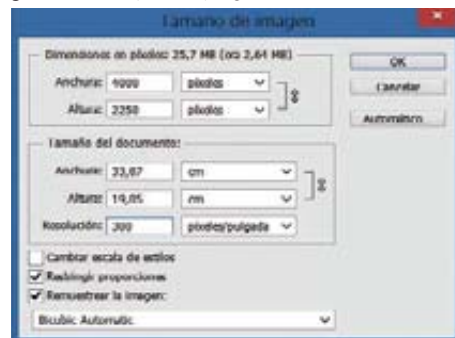 Tamaño de imagen
Dimensiones en píxeles: 25,7 MB (era 2,64 MB)
Anchura: 4000 píxeles
Altura: 2250 píxeles
OK
Cancelar
Automático
Tamaño del documento:
Anchura: 33,87 cm
Altura: 19,05 cm
Resolución: 300 píxeles/pulgada
Cambiar escala de estilos
Restringir proporciones
Remuestrear la imagen:
Bicubic Automatic